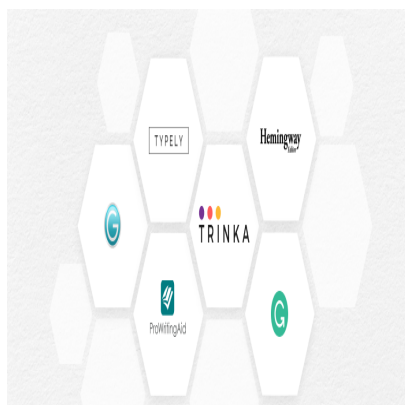 TYPELY
Hemingway
Editor
G
TRINKA
ProWritingAid
G